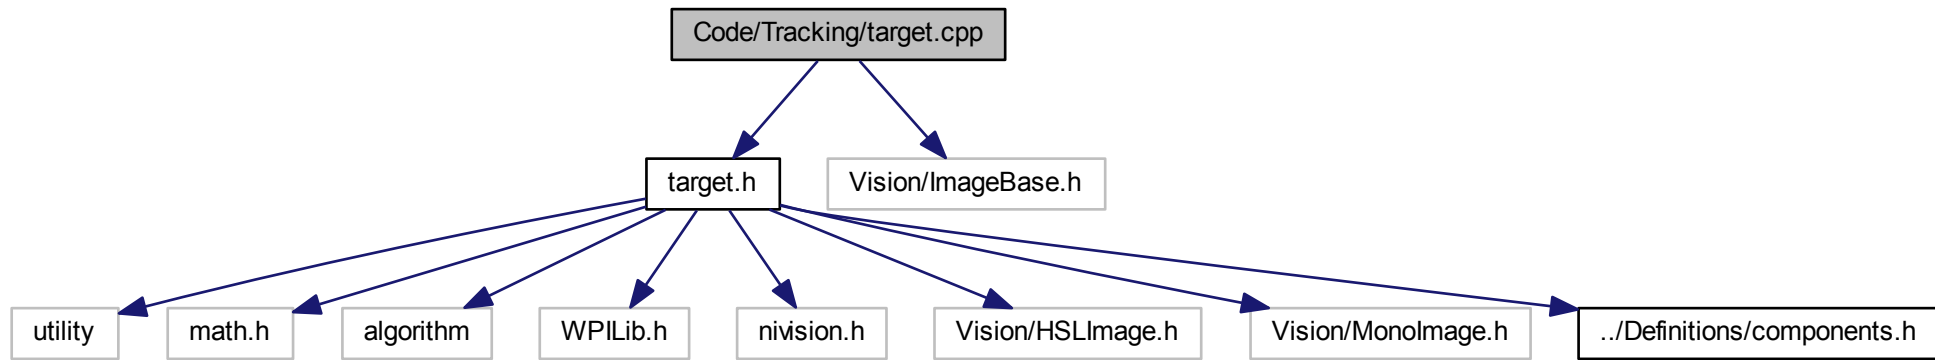 Code/Tracking/target.cpp
target.h
Vision/ImageBase.h
utility
math.h
algorithm
WPILib.h
nivision.h
Vision/HSLImage.h
Vision/MonoImage.h
../Definitions/components.h